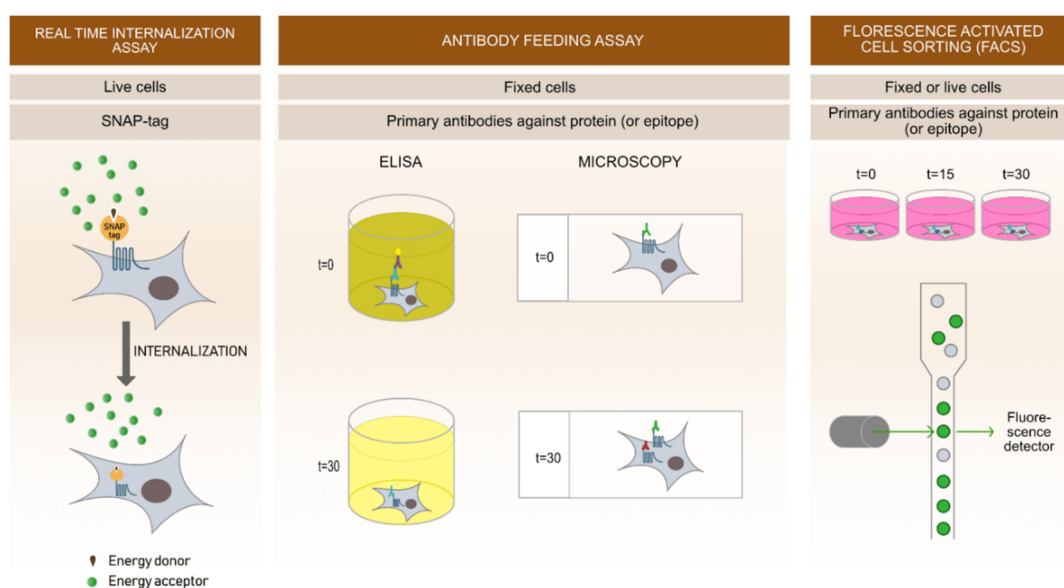 REAL TIME INTERNALIZATION
ASSAY
Live cells
SNAP-tag
SNAP
tag
INTERNALIZATION
Energy donor
Energy acceptor
ANTIBODY FEEDING ASSAY
Fixed cells
Primary antibodies against protein (or epitope)
ELISA
MICROSCOPY
t=0
t=0
t=30
t=30
FLORESCENCE ACTIVATED
CELL SORTING (FACS)
Fixed or live cells
Primary antibodies against protein
(or epitope)
t=0
t=15
t=30
Fluore-
scence
detector